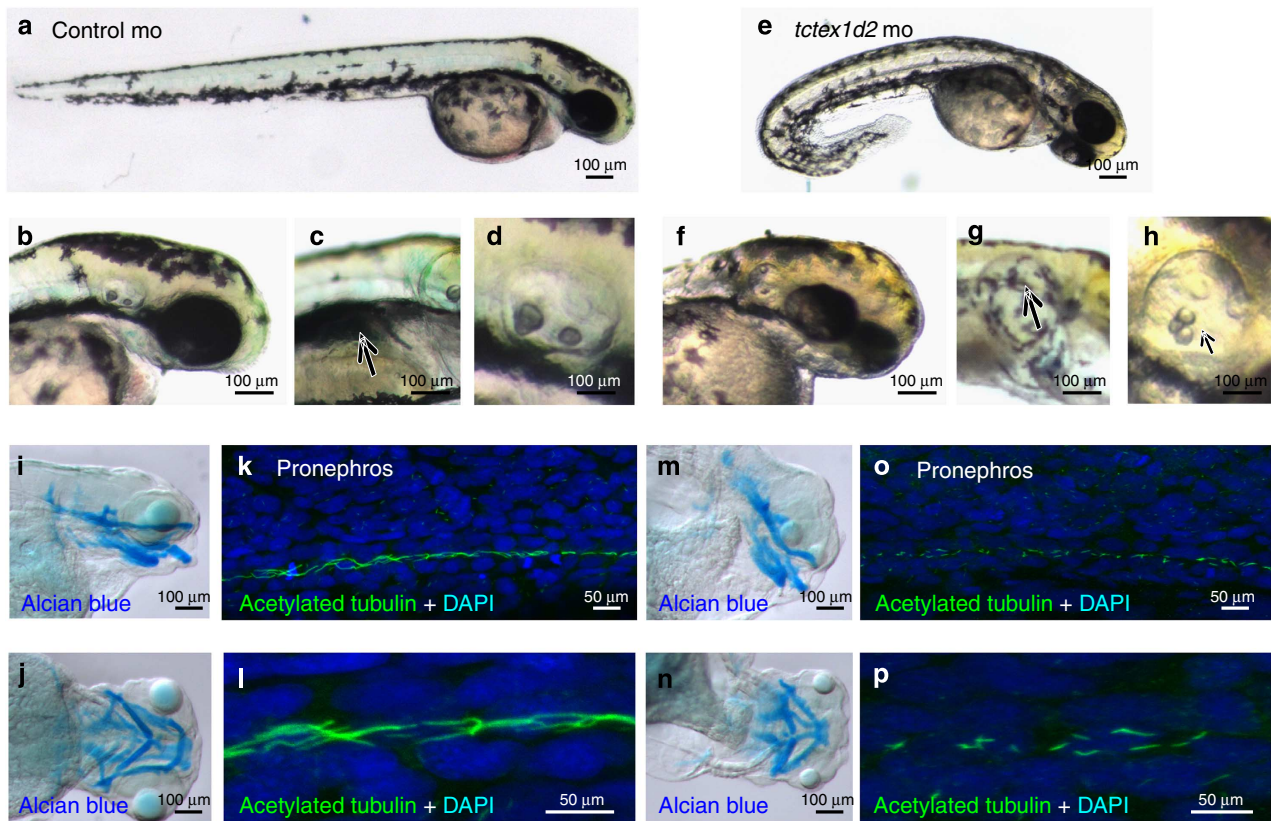 a Control mo
100 µm
e tctex1d2 mo
100 µm
b
100 µm
c
100 µm
d
100 µm
f
100 µm
g
100 µm
h
100 µm
i
Alcian blue
100 µm
k Pronephros
Acetylated tubulin + DAPI
50 µm
m
Alcian blue
100 µm
o Pronephros
Acetylated tubulin + DAPI
50 µm
j
Alcian blue
100 µm
l
Acetylated tubulin + DAPI
50 µm
n
Alcian blue
100 µm
p
Acetylated tubulin + DAPI
50 µm